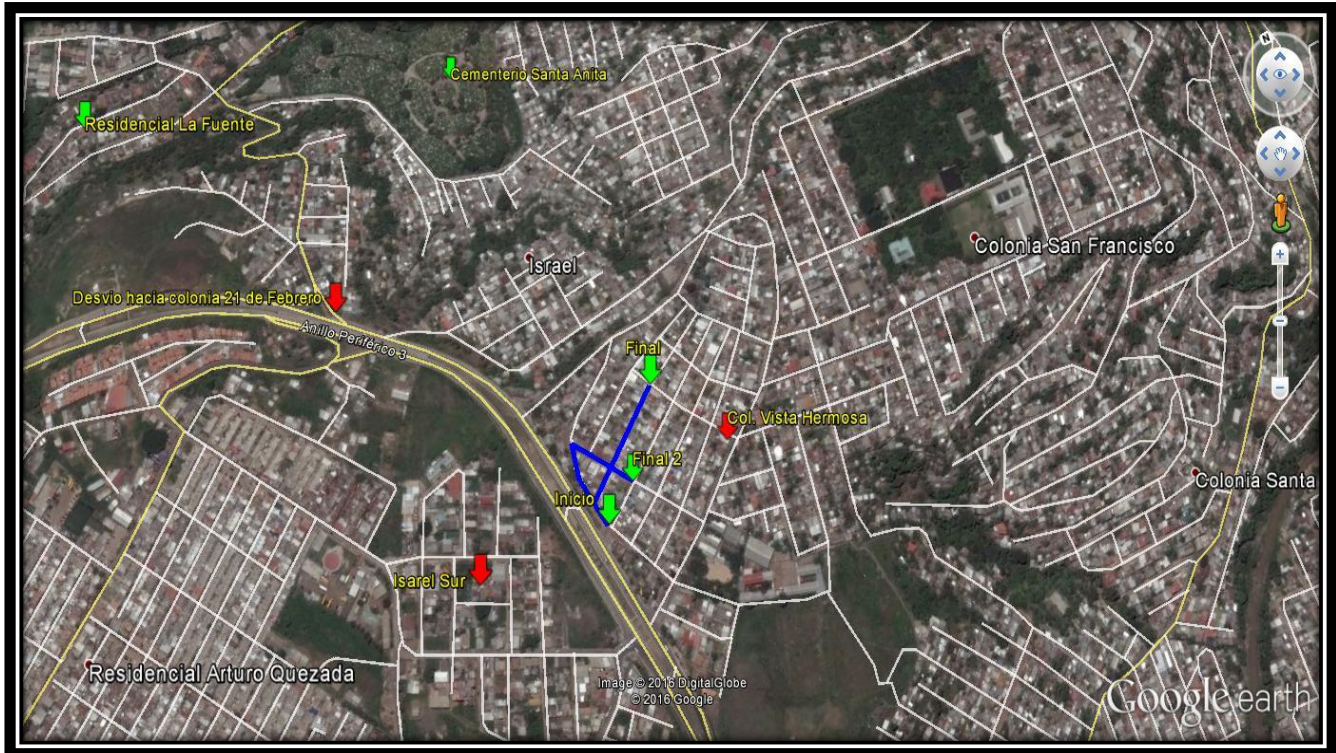 N
Cementerio Santa Anita
Residencial La Fuente
Colonia San Francisco
Israel
Desvio hacia colonia 21 de Febrero
Anillo Periférico 3
Final
Col. Vista Hermosa
Final 2
Colonia Santa
Inicio
Isarel Sur
Residencial Arturo Quezada
Image © 2016 DigitalGlobe
© 2016 Google
Google earth